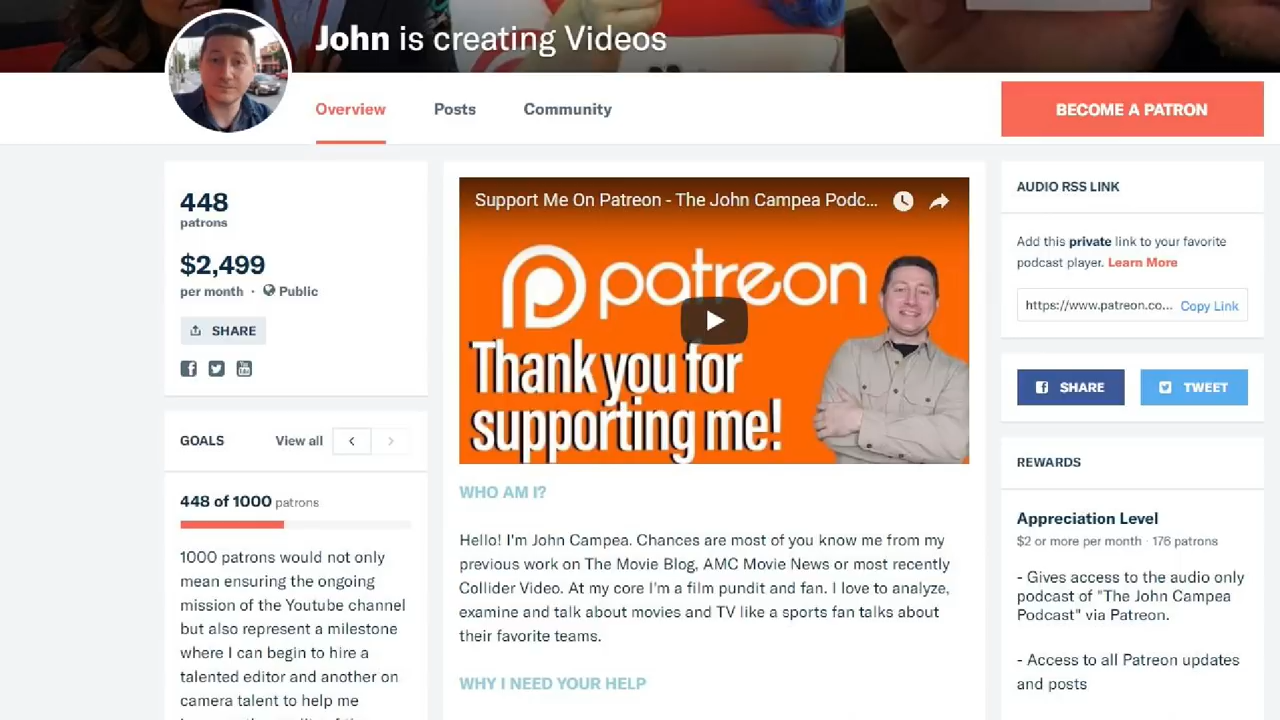 John is creating Videos
Overview
Posts
Community
BECOME A PATRON
448
patrons
$2,499
per month · Public
SHARE
GOALS
View all
448 of 1000 patrons
1000 patrons would not only
mean ensuring the ongoing
mission of the Youtube channel
but also represent a milestone
where I can begin to hire a
talented editor and another on
camera talent to help me
Support Me On Patreon - The John Campea Podc...
patreon
Thank you for
supporting me!
WHO AM I?
Hello! I'm John Campea. Chances are most of you know me from my
previous work on The Movie Blog, AMC Movie News or most recently
Collider Video. At my core I'm a film pundit and fan. I love to analyze,
examine and talk about movies and TV like a sports fan talks about
their favorite teams.
WHY I NEED YOUR HELP
AUDIO RSS LINK
Add this private link to your favorite
podcast player. Learn More
https://www.patreon.co... Copy Link
SHARE
TWEET
REWARDS
Appreciation Level
$2 or more per month · 176 patrons
- Gives access to the audio only
podcast of "The John Campea
Podcast" via Patreon.
- Access to all Patreon updates
and posts